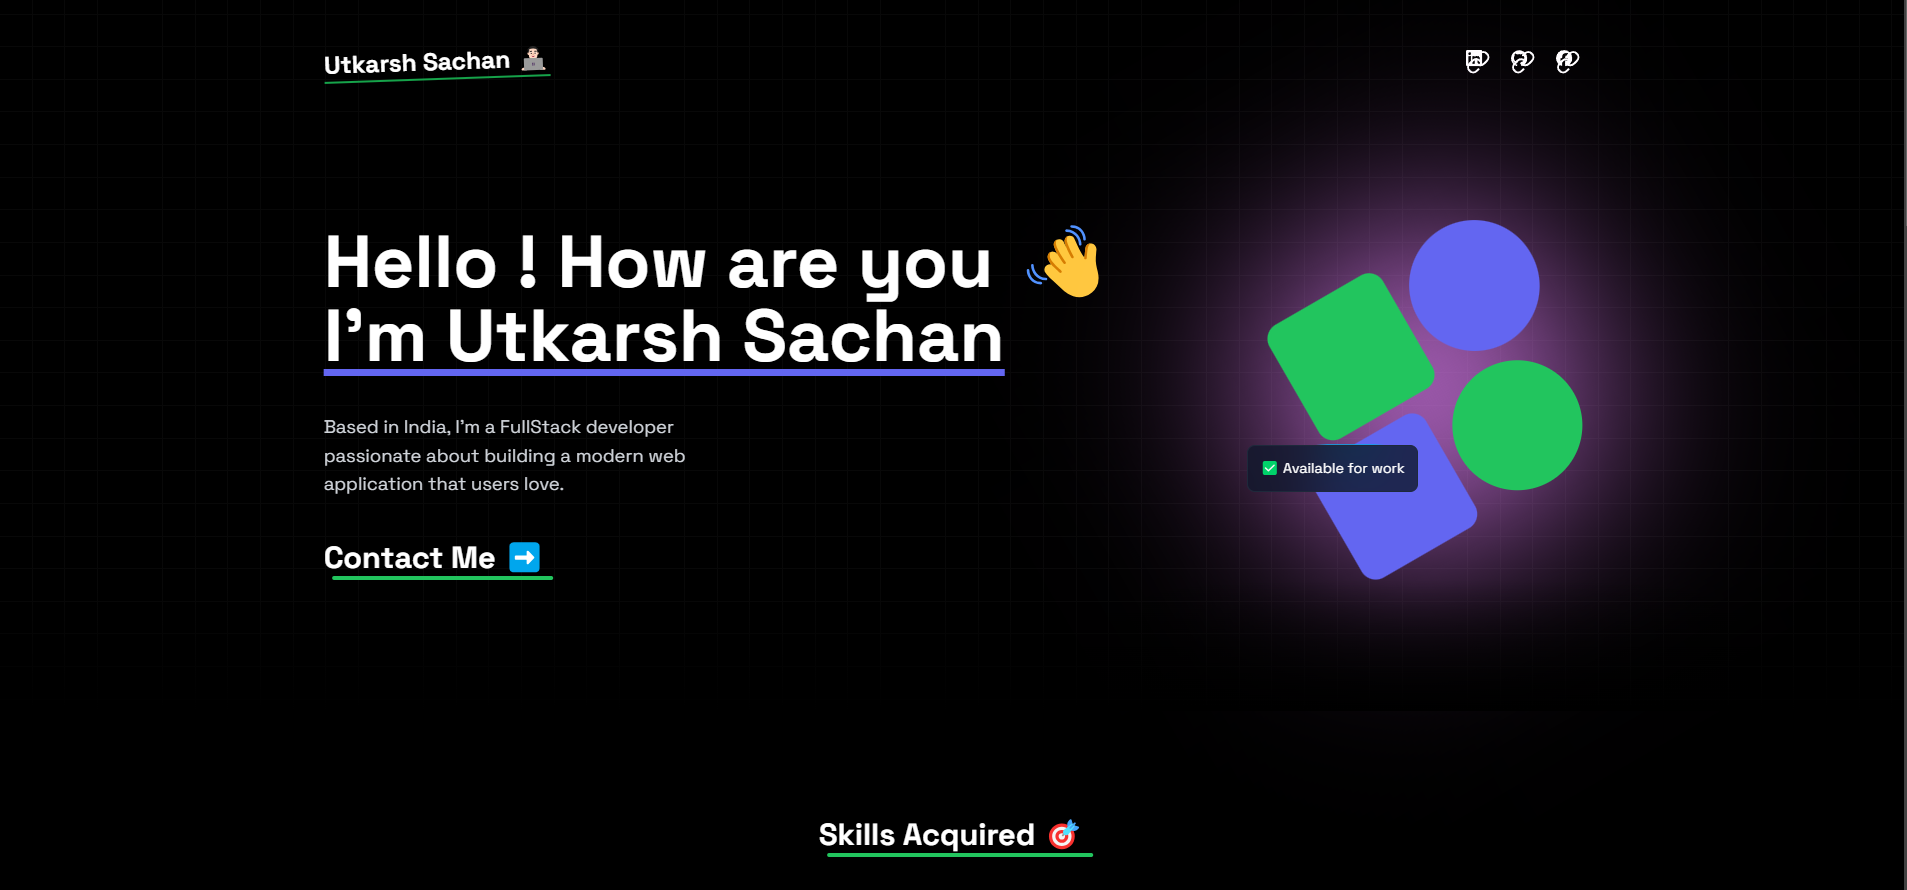 Utkarsh Sachan
Hello ! How are you
I'm Utkarsh Sachan
Based in India, I'm a FullStack developer
passionate about building a modern web
application that users love.
Available for work
Contact Me
Skills Acquired